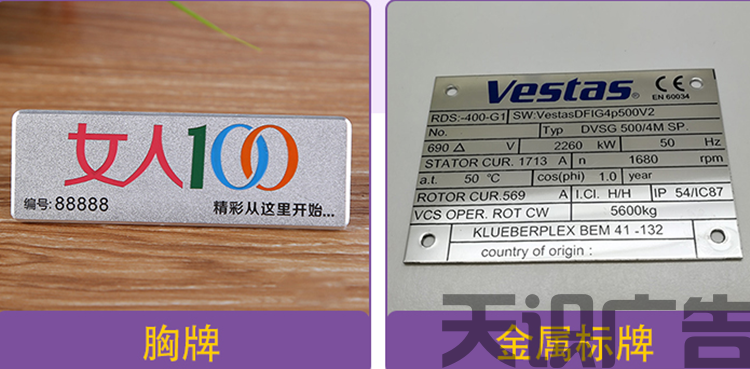 女人100
编号:88888
精彩从这里开始...
胸牌
Vestas® CE
EN 60034
RDS:-400-G1 SW:VestasDFIG4p500V2
No. Typ DVSG 500/4M SP.
690 △ V 2260 kW 50 Hz
STATOR CUR. 1713 A n 1680 rpm
a.t. 50 °C cos(phi) 1.0 year
ROTOR CUR.569 A I.Cl. H/H IP 54/IC87
VCS OPER. ROT CW 5600kg
KLUEBERPLEX BEM 41 -132
country of origin :
天识广告
金属标牌